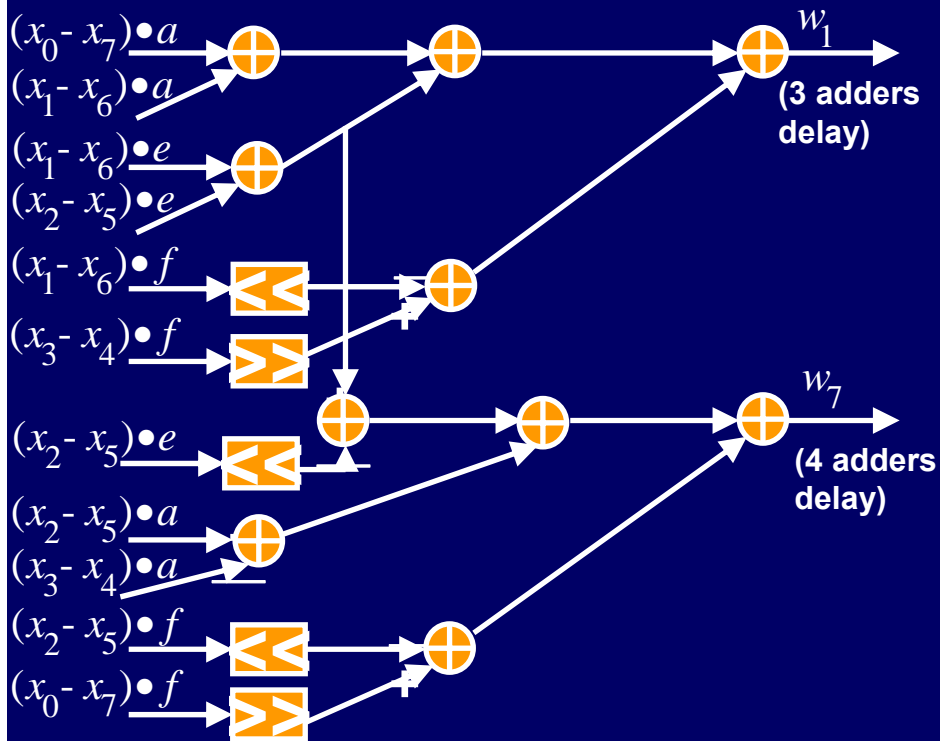 (x₀- x₇)•a
w₁
(x₁- x₆)•a
(3 adders
delay)
(x₁- x₆)•e
(x₂- x₅)•e
(x₁- x₆)•f
<<
−
+
(x₃- x₄)•f
>>
+
w₇
(x₂- x₅)•e
<<
−
(4 adders
delay)
(x₂- x₅)•a
(x₃- x₄)•a
−
(x₂- x₅)•f
<<
+
+
(x₀- x₇)•f
>>